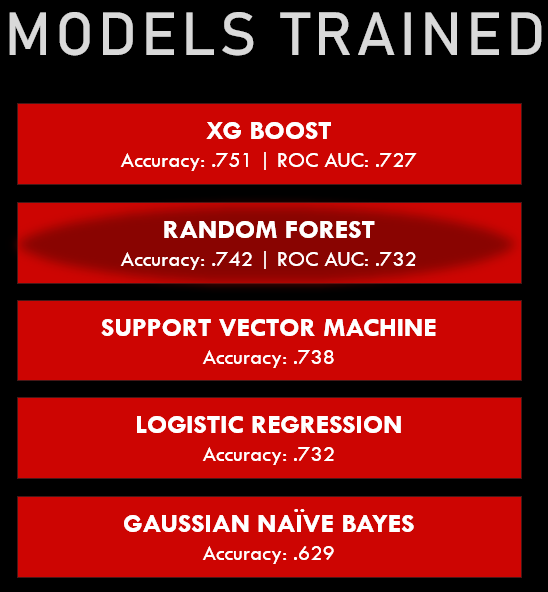 MODELS TRAINED
XG BOOST
Accuracy: .751 | ROC AUC: .727
RANDOM FOREST
Accuracy: .742 | ROC AUC: .732
SUPPORT VECTOR MACHINE
Accuracy: .738
LOGISTIC REGRESSION
Accuracy: .732
GAUSSIAN NAÏVE BAYES
Accuracy: .629